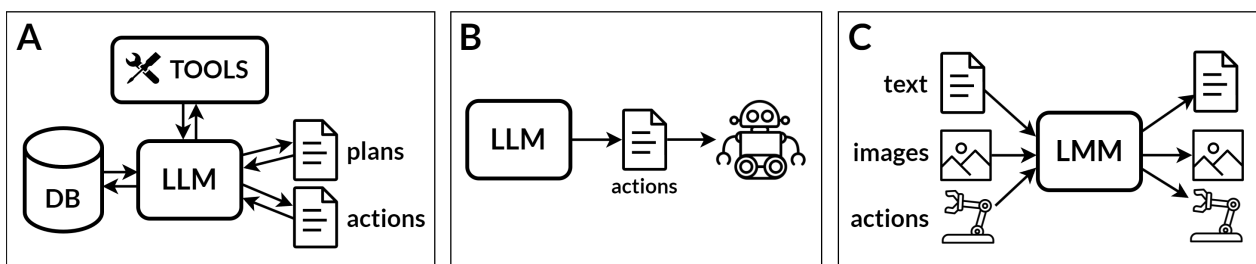 A
TOOLS
DB
LLM
plans
actions
B
LLM
actions
C
text
images
actions
LMM